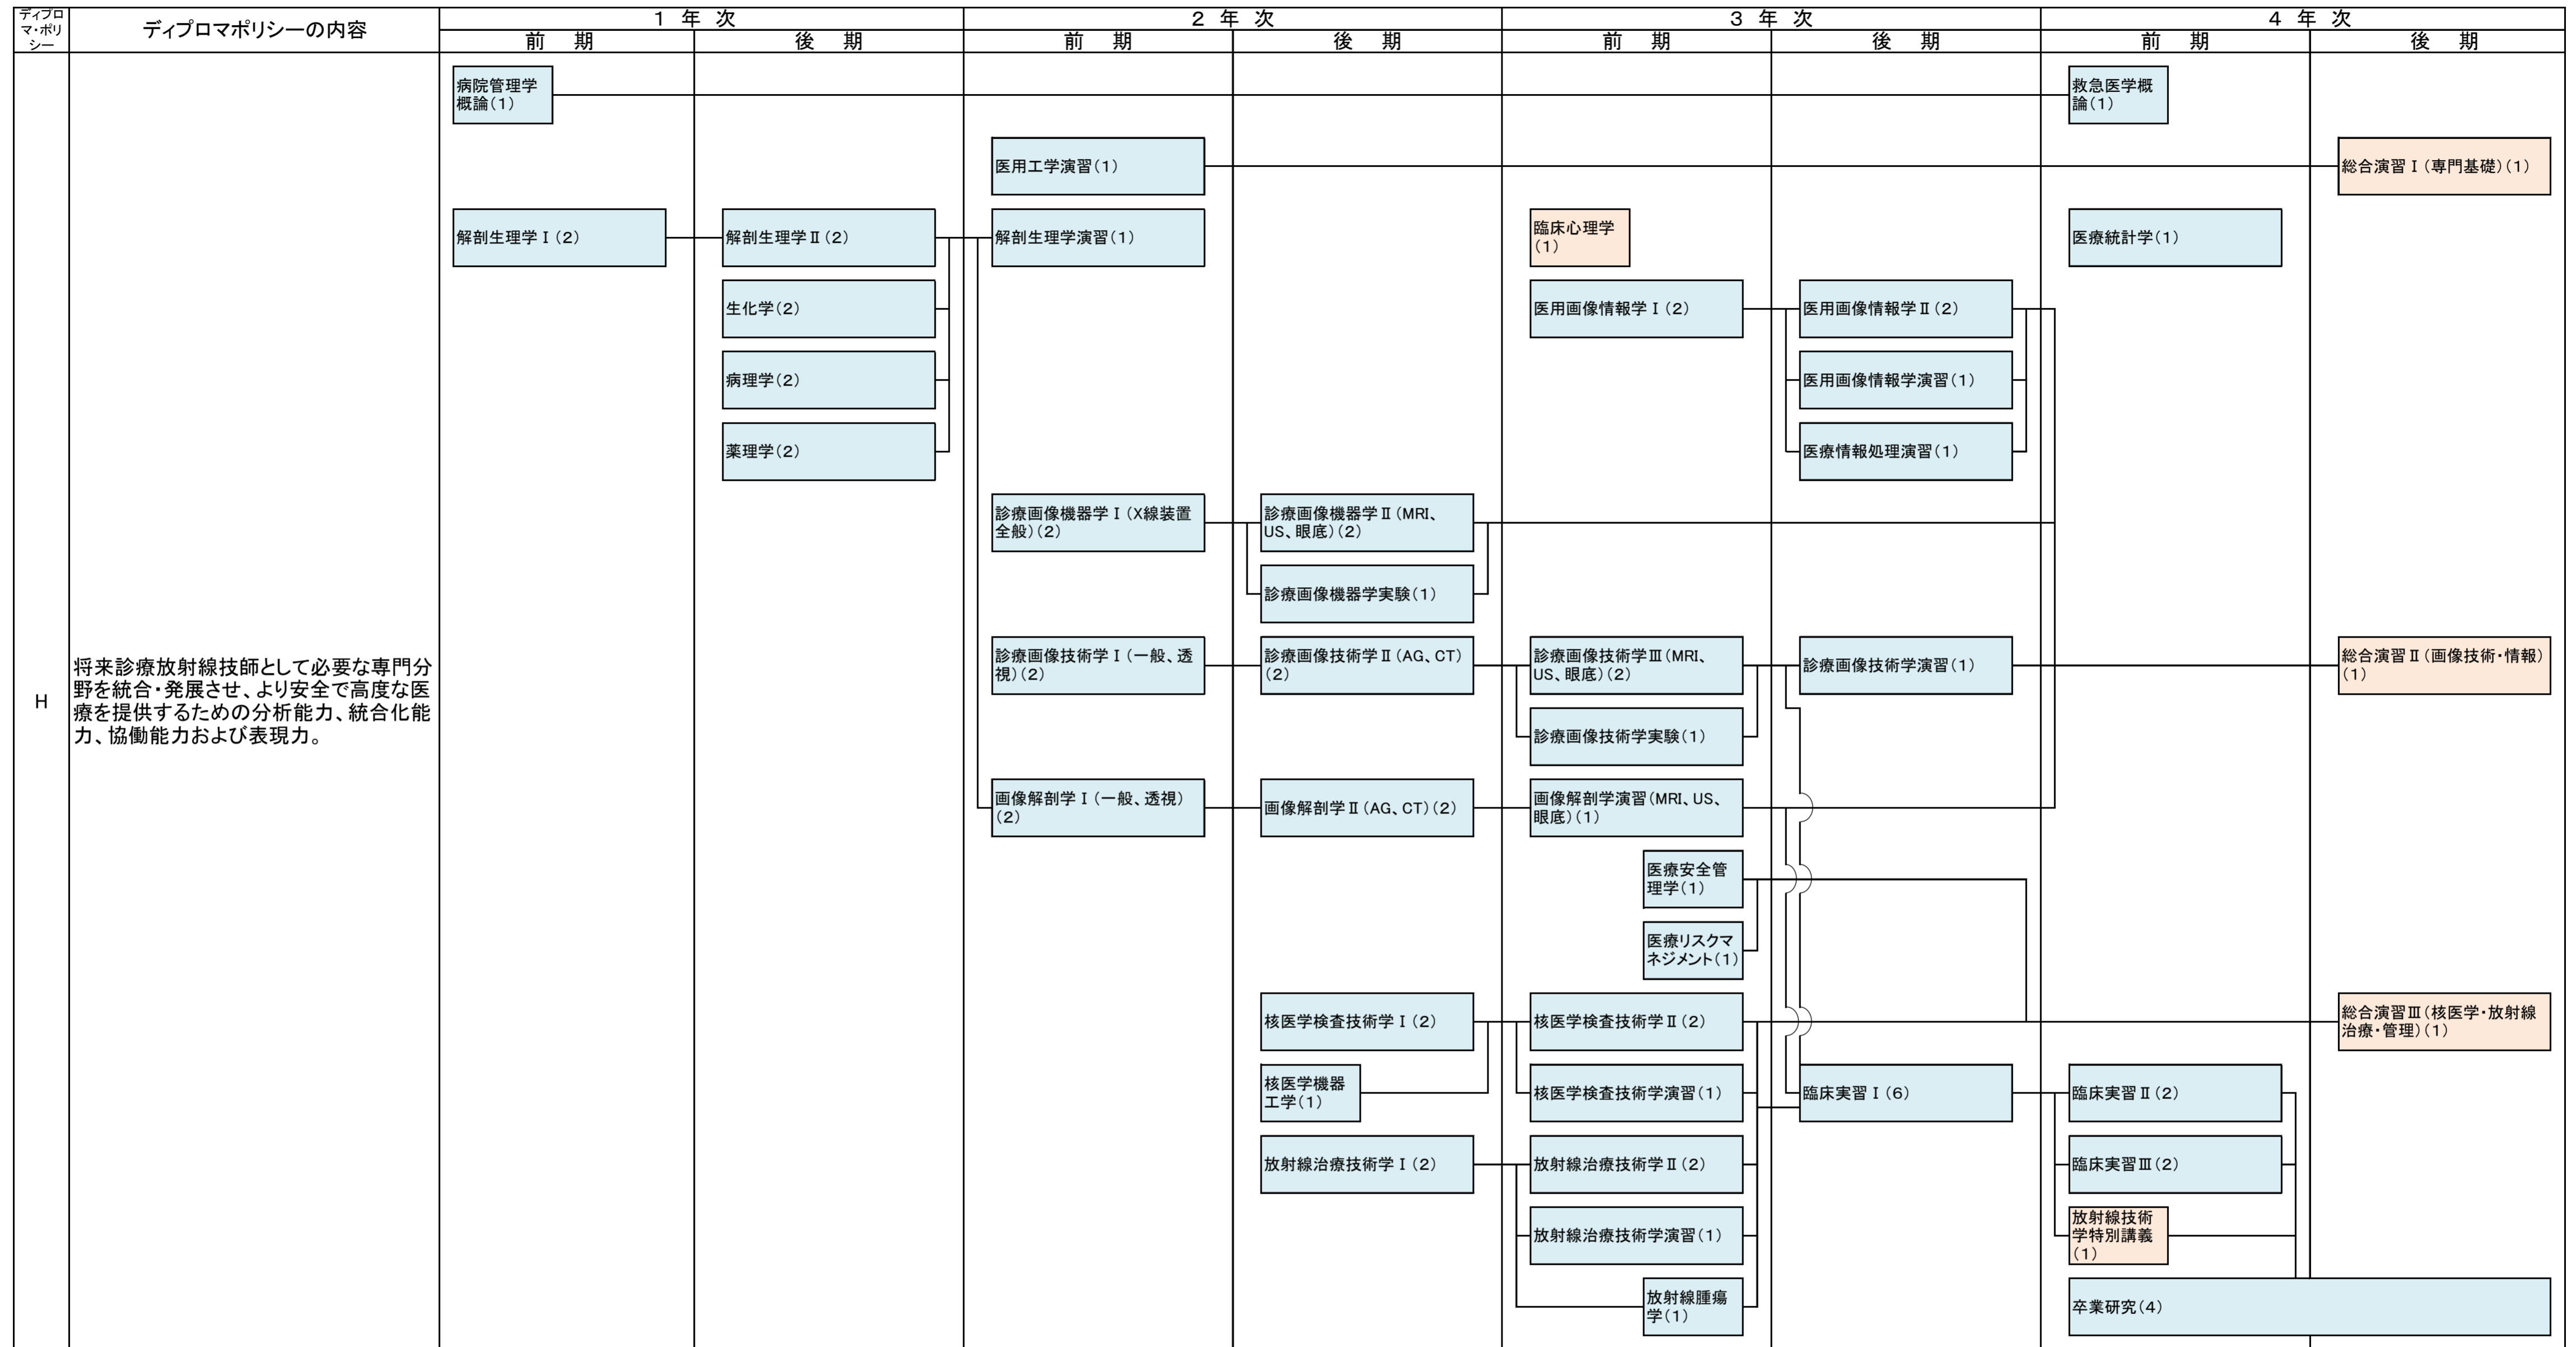 ディプロ
マ・ポリ
シー
ディプロマポリシーの内容
1 年 次
2 年 次
3 年 次
4 年 次
前 期
後 期
前 期
後 期
前 期
後 期
前 期
後 期
H
将来診療放射線技師として必要な専門分
野を統合・発展させ、より安全で高度な医
療を提供するための分析能力、統合化能
力、協働能力および表現力。
病院管理学
概論(1)
救急医学概
論(1)
医用工学演習(1)
総合演習Ⅰ(専門基礎)(1)
解剖生理学Ⅰ(2)
解剖生理学Ⅱ(2)
解剖生理学演習(1)
臨床心理学
(1)
医療統計学(1)
生化学(2)
医用画像情報学Ⅰ(2)
医用画像情報学Ⅱ(2)
病理学(2)
医用画像情報学演習(1)
薬理学(2)
医療情報処理演習(1)
診療画像機器学Ⅰ(X線装置
全般)(2)
診療画像機器学Ⅱ(MRI、
US、眼底)(2)
診療画像機器学実験(1)
診療画像技術学Ⅰ(一般、透
視)(2)
診療画像技術学Ⅱ(AG、CT)
(2)
診療画像技術学Ⅲ(MRI、
US、眼底)(2)
診療画像技術学演習(1)
総合演習Ⅱ(画像技術・情報)
(1)
診療画像技術学実験(1)
画像解剖学Ⅰ(一般、透視)
(2)
画像解剖学Ⅱ(AG、CT)(2)
画像解剖学演習(MRI、US、
眼底)(1)
医療安全管
理学(1)
医療リスクマ
ネジメント(1)
核医学検査技術学Ⅰ(2)
核医学検査技術学Ⅱ(2)
総合演習Ⅲ(核医学・放射線
治療・管理)(1)
核医学機器
工学(1)
核医学検査技術学演習(1)
臨床実習Ⅰ(6)
臨床実習Ⅱ(2)
放射線治療技術学Ⅰ(2)
放射線治療技術学Ⅱ(2)
臨床実習Ⅲ(2)
放射線治療技術学演習(1)
放射線技術
学特別講義
(1)
放射線腫瘍
学(1)
卒業研究(4)